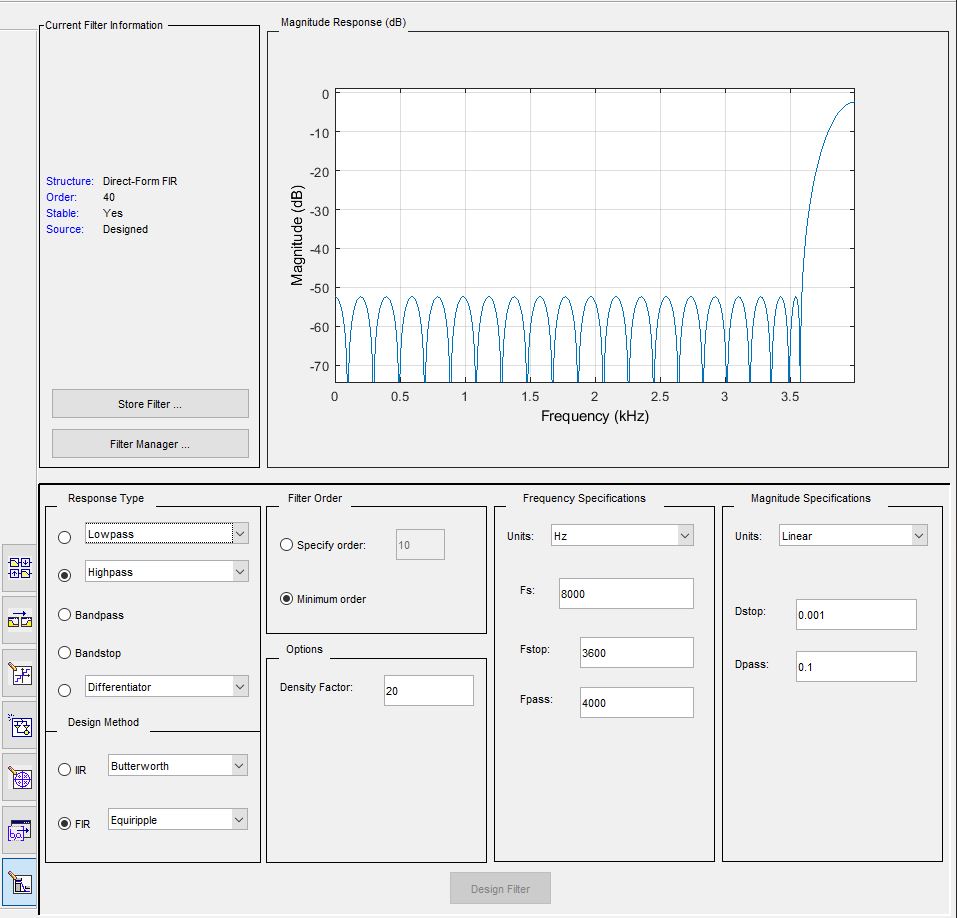 Current Filter Information
Structure: Direct-Form FIR
Order: 40
Stable: Yes
Source: Designed
Store Filter ...
Filter Manager ...
Magnitude Response (dB)
0
-10
-20
-30
-40
-50
-60
-70
Magnitude (dB)
0 0.5 1 1.5 2 2.5 3 3.5
Frequency (kHz)
Response Type
Lowpass
Highpass
Bandpass
Bandstop
Differentiator
Design Method
IIR Butterworth
FIR Equiripple
Filter Order
Specify order: 10
Minimum order
Options
Density Factor: 20
Frequency Specifications
Units: Hz
Fs: 8000
Fstop: 3600
Fpass: 4000
Magnitude Specifications
Units: Linear
Dstop: 0.001
Dpass: 0.1
Design Filter